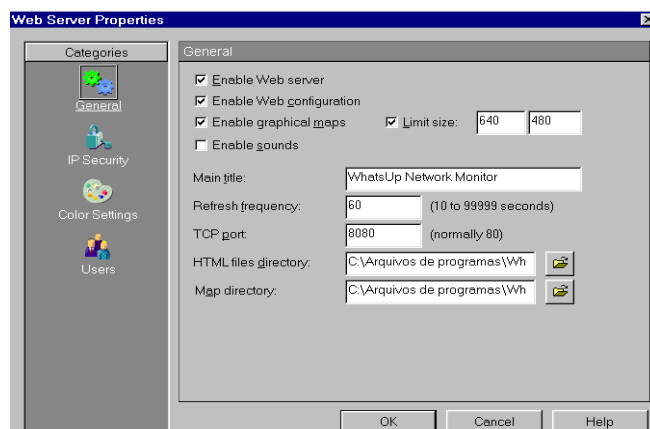 Web Server Properties
Categories
General
IP Security
Color Settings
Users
General
Enable Web server
Enable Web configuration
Enable graphical maps Limit size: 640 480
Enable sounds
Main title: WhatsUp Network Monitor
Refresh frequency: 60 (10 to 99999 seconds)
TCP port: 8080 (normally 80)
HTML files directory: C:\Arquivos de programas\Wh
Map directory: C:\Arquivos de programas\Wh
OK Cancel Help